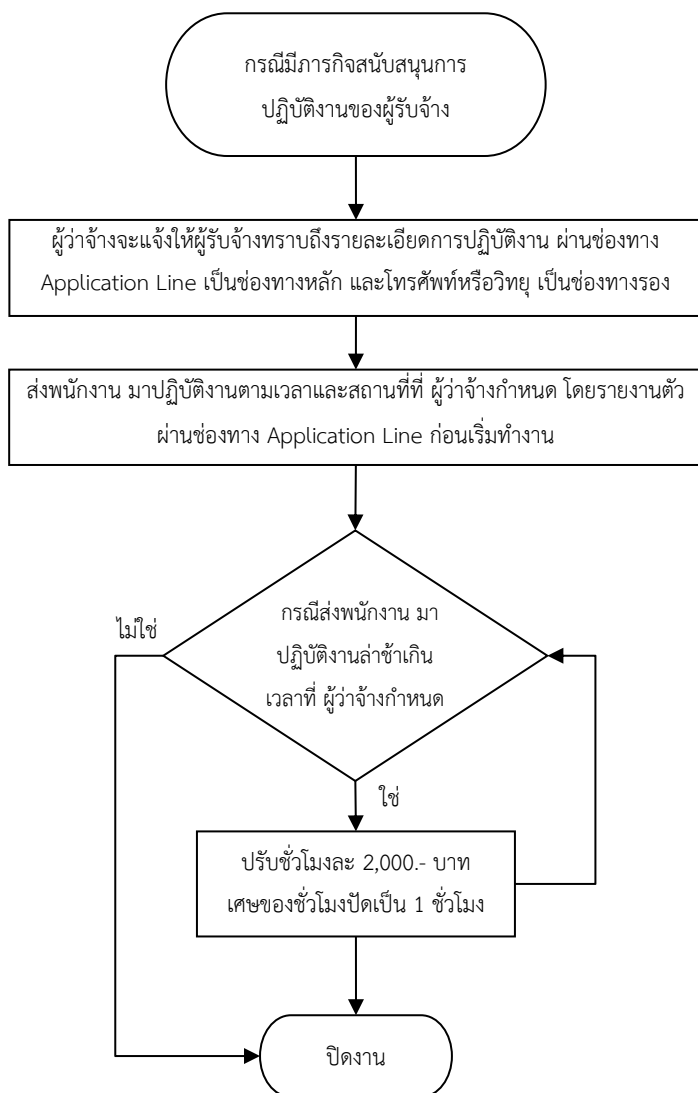 กรณีมีภารกิจสนับสนุนการ
ปฏิบัติงานของผู้รับจ้าง
ผู้ว่าจ้างจะแจ้งให้ผู้รับจ้างทราบถึงรายละเอียดการปฏิบัติงาน ผ่านช่องทาง
Application Line เป็นช่องทางหลัก และโทรศัพท์หรือวิทยุ เป็นช่องทางรอง
ส่งพนักงาน มาปฏิบัติงานตามเวลาและสถานที่ที่ ผู้ว่าจ้างกำหนด โดยรายงานตัว
ผ่านช่องทาง Application Line ก่อนเริ่มทำงาน
กรณีส่งพนักงาน มา
ปฏิบัติงานล่าช้าเกิน
เวลาที่ ผู้ว่าจ้างกำหนด
ไม่ใช่
ใช่
ปรับชั่วโมงละ 2,000.- บาท
เศษของชั่วโมงปัดเป็น 1 ชั่วโมง
ปิดงาน